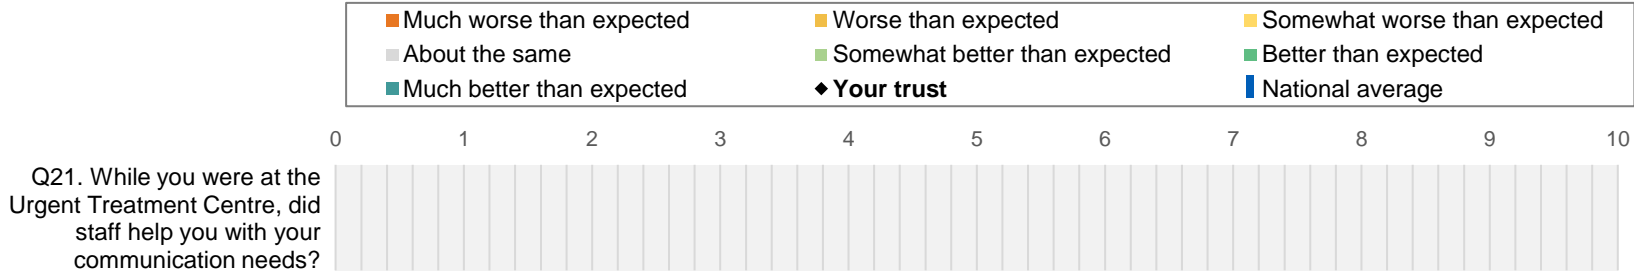 Much worse than expected Worse than expected Somewhat worse than expected
About the same Somewhat better than expected Better than expected
Much better than expected Your trust National average
0 1 2 3 4 5 6 7 8 9 10
Q21. While you were at the
Urgent Treatment Centre, did
staff help you with your
communication needs?